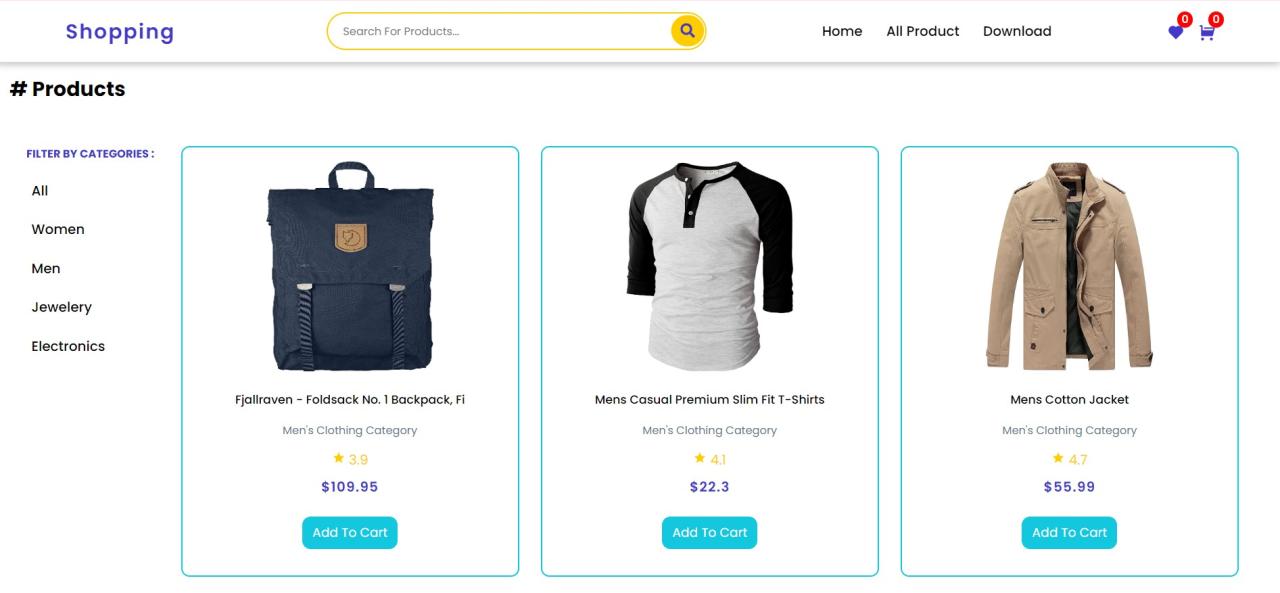 Shopping
Search For Products...
Home
All Product
Download
0
0
# Products
FILTER BY CATEGORIES :
All
Women
Men
Jewelery
Electronics
Fjallraven - Foldsack No. 1 Backpack, Fi
Men's Clothing Category
3.9
$109.95
Add To Cart
Mens Casual Premium Slim Fit T-Shirts
Men's Clothing Category
4.1
$22.3
Add To Cart
Mens Cotton Jacket
Men's Clothing Category
4.7
$55.99
Add To Cart